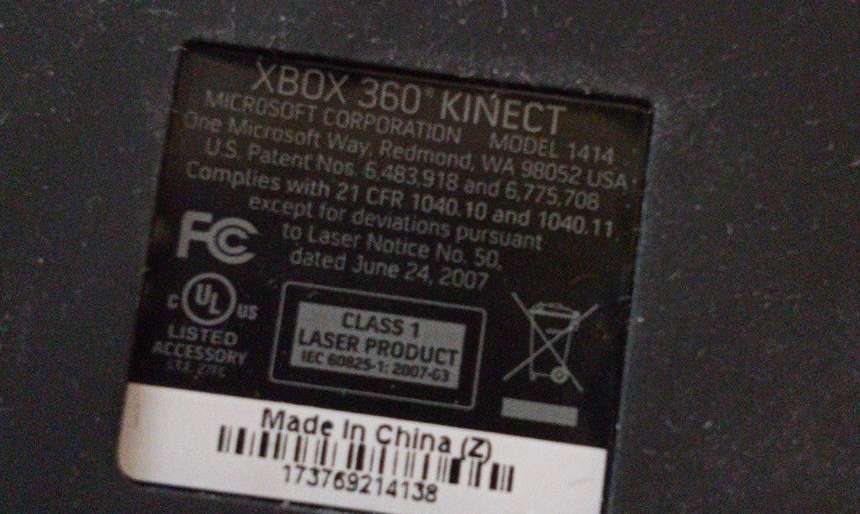 XBOX 360 KINECT
MICROSOFT CORPORATION MODEL 1414
One Microsoft Way, Redmond, WA 98052 USA
U.S. Patent Nos. 6,483,918 and 6,775,708
Complies with 21 CFR 1040.10 and 1040.11
except for deviations pursuant
to Laser Notice No. 50,
dated June 24, 2007
FC
C UL US
LISTED
ACCESSORY
CLASS 1
LASER PRODUCT
IEC 60825-1: 2007-03
Made In China (Z)
173769214138